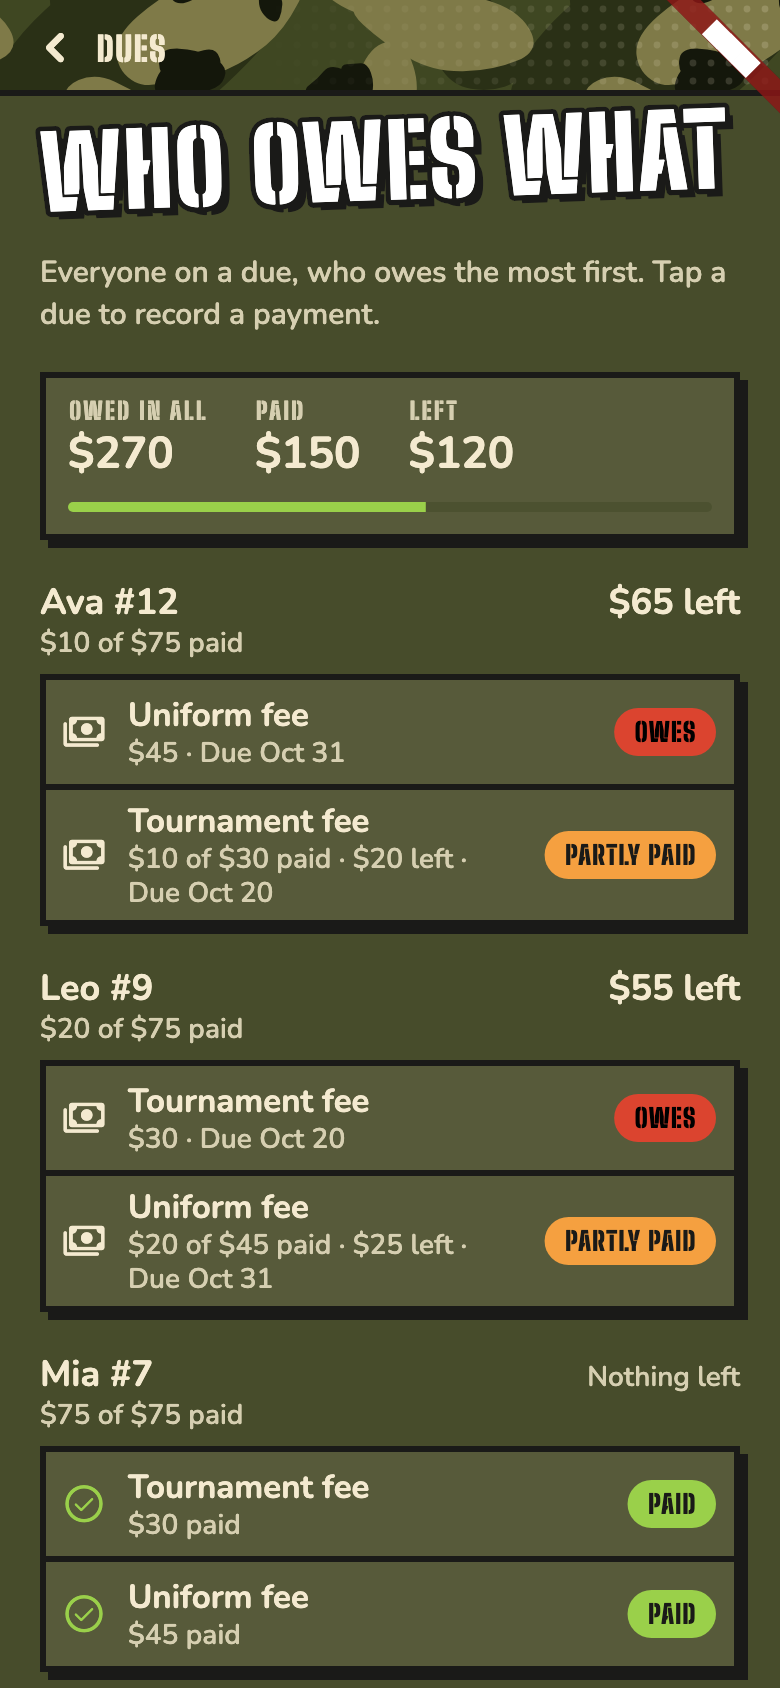 DUES
WHO OWES WHAT
Everyone on a due, who owes the most first. Tap a
due to record a payment.
OWED IN ALL PAID LEFT
$270 $150 $120
Ava #12 $65 left
$10 of $75 paid
Uniform fee
$45 · Due Oct 31
OWES
Tournament fee
$10 of $30 paid · $20 left ·
Due Oct 20
PARTLY PAID
Leo #9 $55 left
$20 of $75 paid
Tournament fee
$30 · Due Oct 20
OWES
Uniform fee
$20 of $45 paid · $25 left ·
Due Oct 31
PARTLY PAID
Mia #7 Nothing left
$75 of $75 paid
Tournament fee
$30 paid
PAID
Uniform fee
$45 paid
PAID